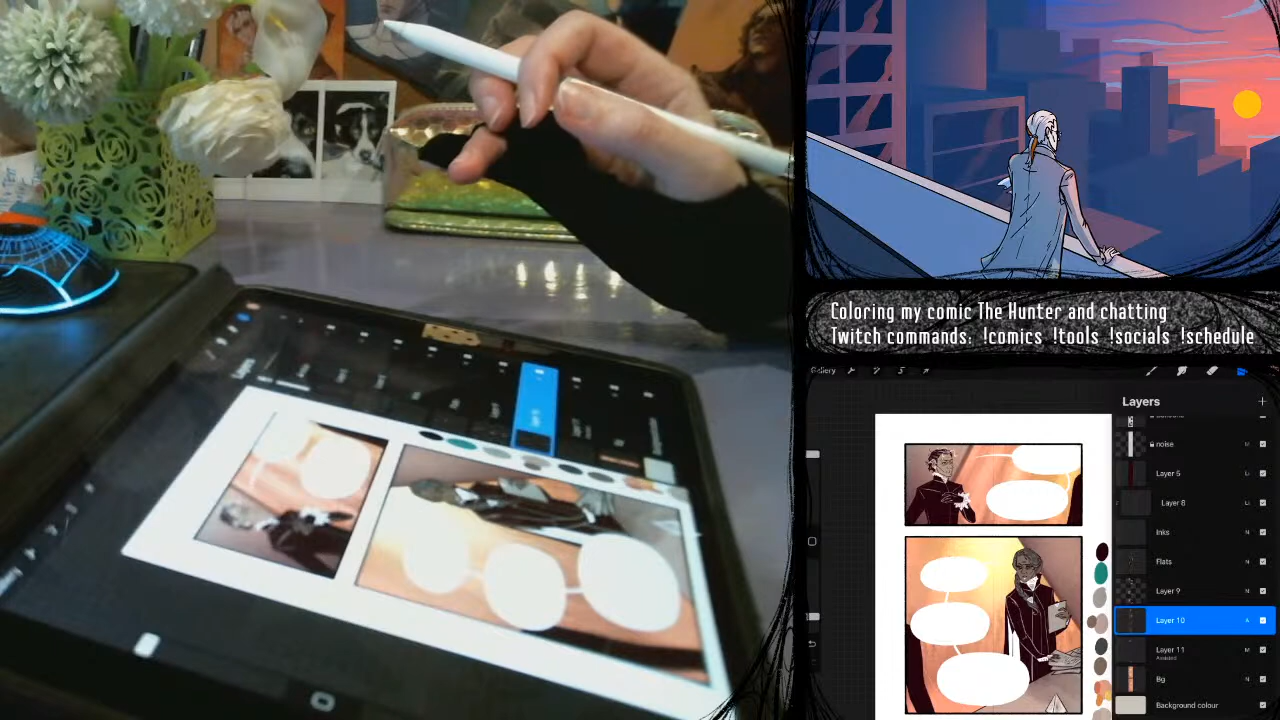 Coloring my comic The Hunter and chatting
Twitch commands: !comics !tools !socials !schedule
Gallery
Layers
noise
M
Layer 5
Layer 8
Inks
N
Flats
N
Layer 9
N
Layer 10
Layer 11
M
Assisted
Bg
N
Background colour